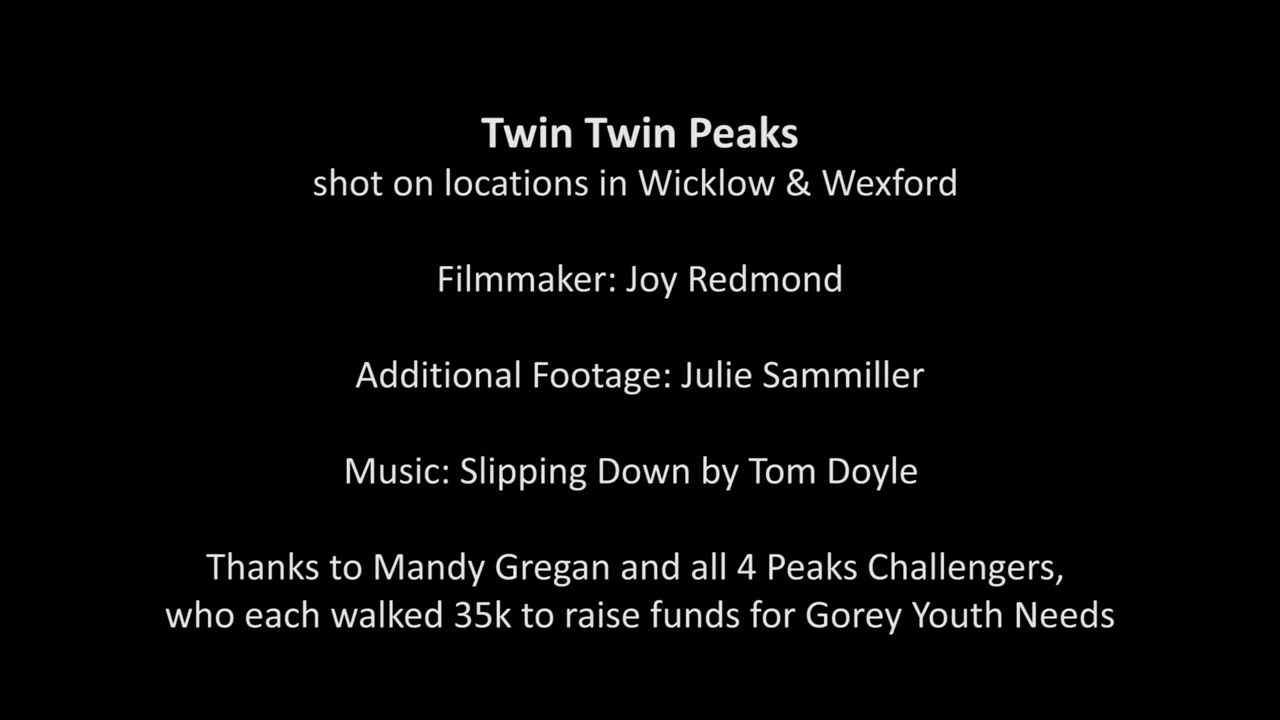 Twin Twin Peaks
shot on locations in Wicklow & Wexford
Filmmaker: Joy Redmond
Additional Footage: Julie Sammiller
Music: Slipping Down by Tom Doyle
Thanks to Mandy Gregan and all 4 Peaks Challengers,
who each walked 35k to raise funds for Gorey Youth Needs